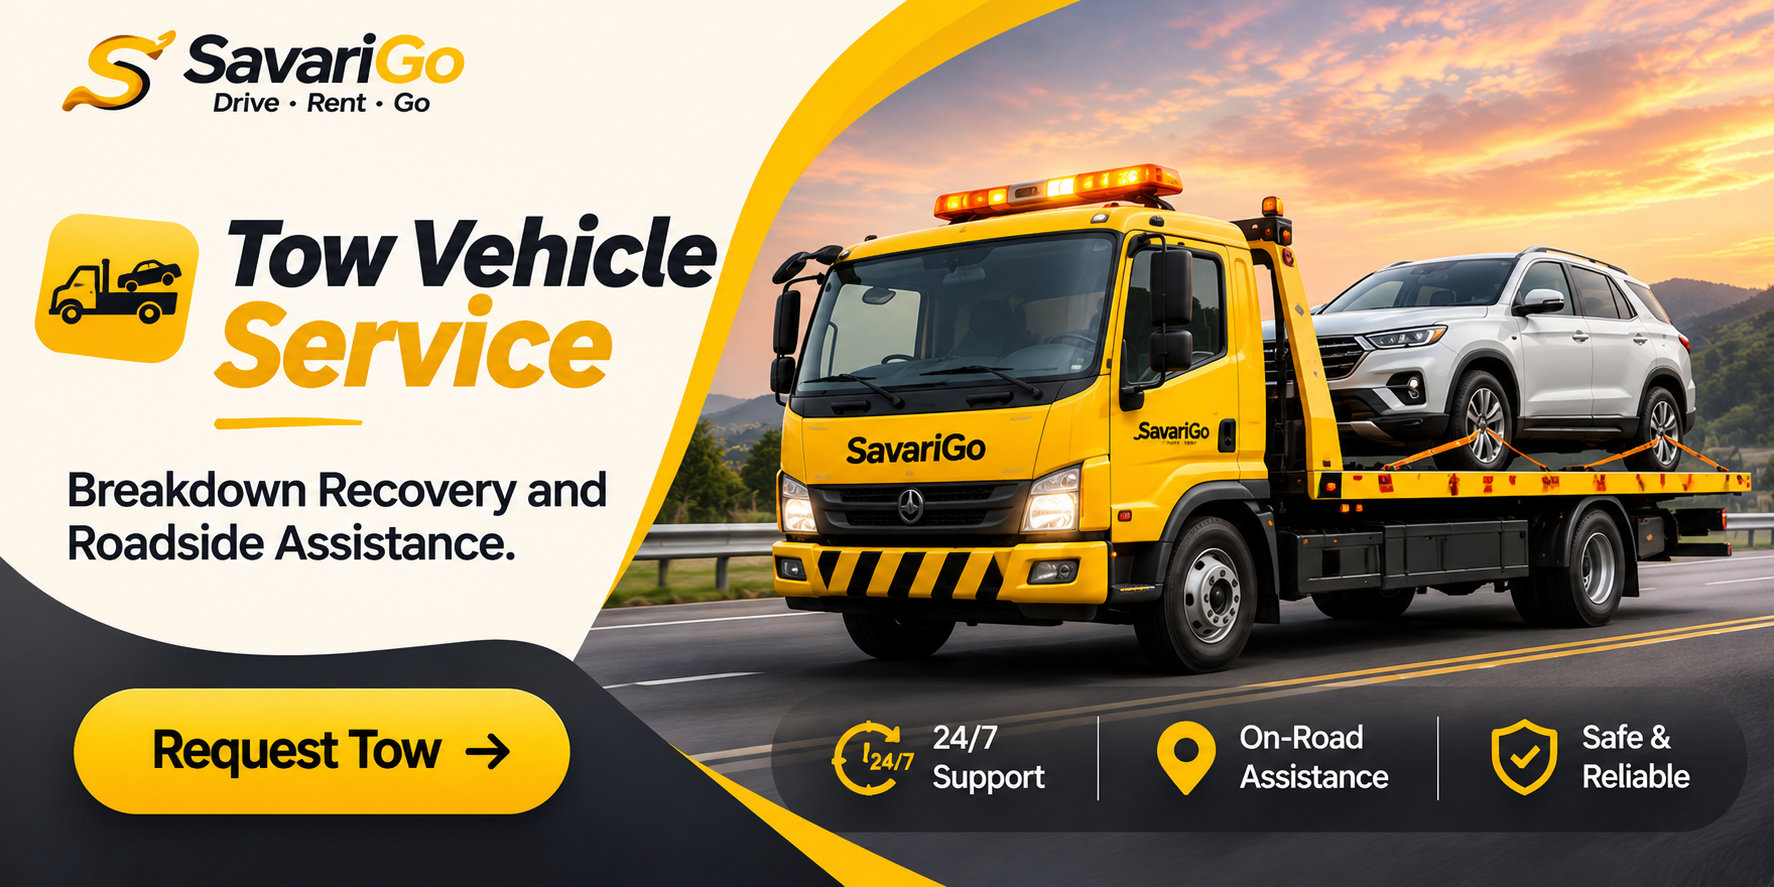 SavariGo
Drive · Rent · Go
Tow Vehicle
Service
Breakdown Recovery and
Roadside Assistance.
Request Tow →
SavariGo
SavariGo
24/7
24/7
Support
On-Road
Assistance
Safe &
Reliable